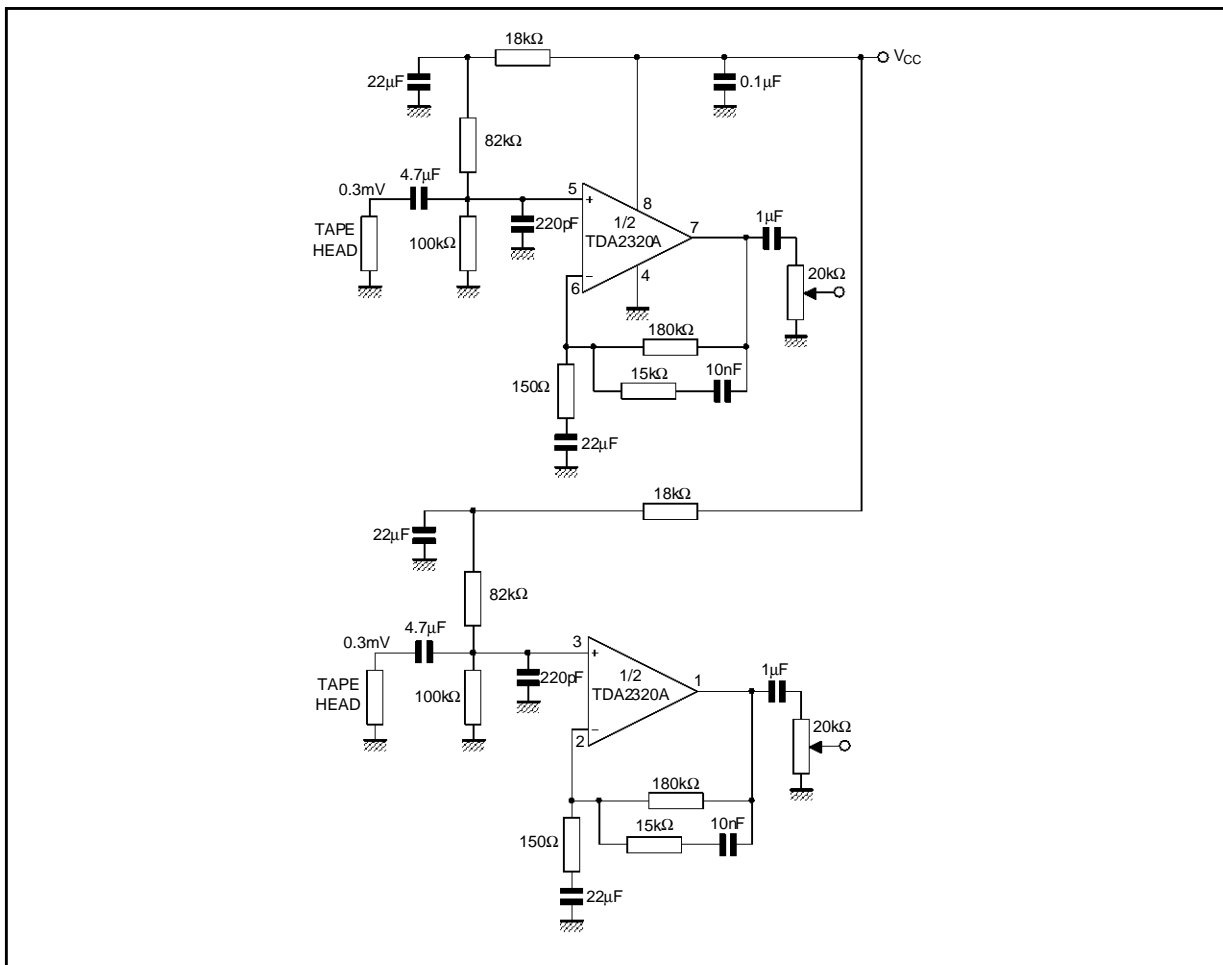 18kΩ
V_CC
22µF
0.1µF
82kΩ
4.7µF
0.3mV
5
+
8
220pF
1/2
TDA2320A
7
1µF
TAPE
HEAD
100kΩ
−
6
4
20kΩ
180kΩ
15kΩ
10nF
150Ω
22µF
18kΩ
22µF
82kΩ
4.7µF
0.3mV
3
+
220pF
1/2
TDA2320A
1
1µF
TAPE
HEAD
100kΩ
−
2
20kΩ
180kΩ
15kΩ
10nF
150Ω
22µF